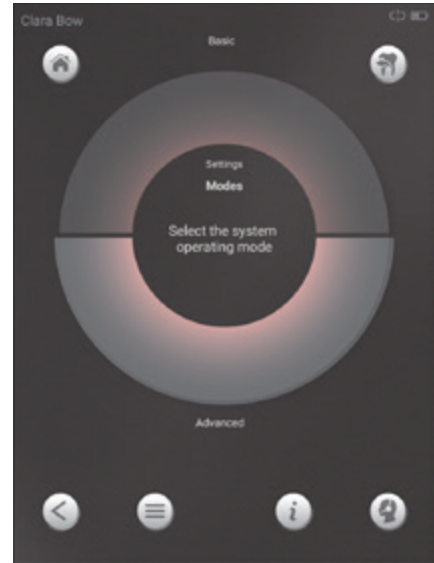 Clara Bow
Basic
Settings
Modes
Select the system
operating mode
Advanced
i